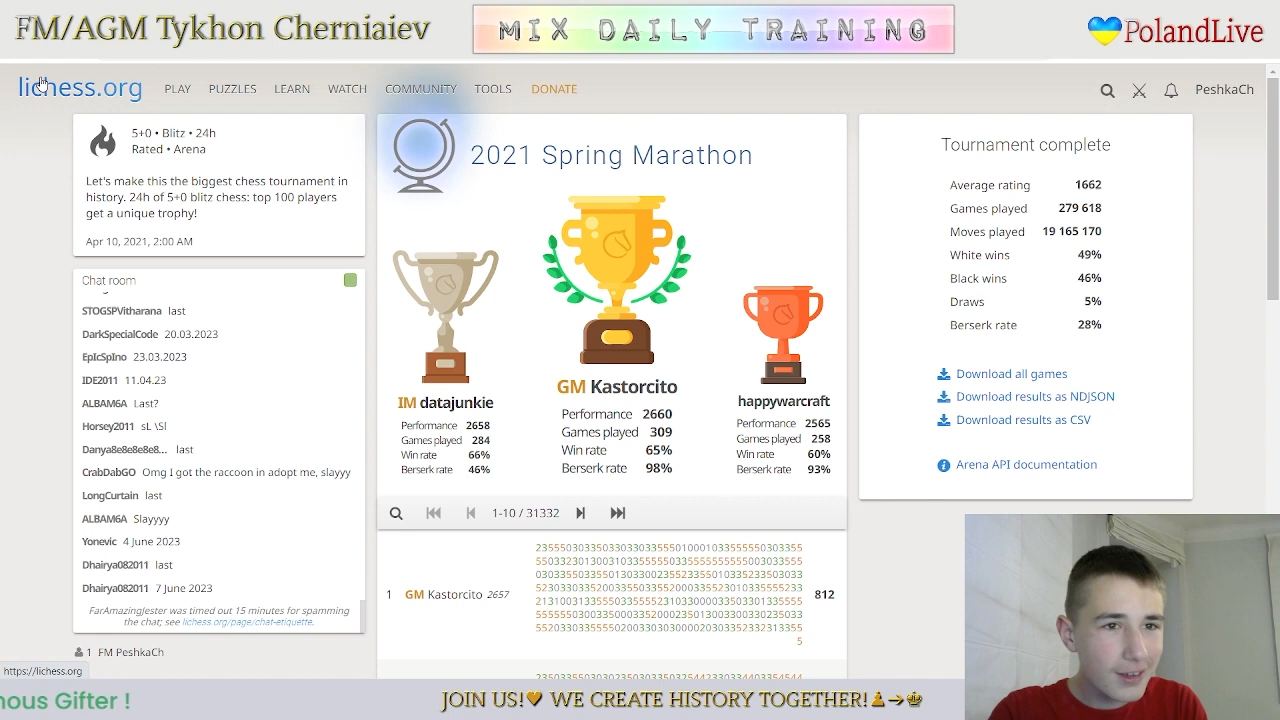 FM/AGM Tykhon Cherniaiev
MIX DAILY TRAINING
PolandLive
lichess.org PLAY PUZZLES LEARN WATCH COMMUNITY TOOLS DONATE PeshkaCh
5+0 • Blitz • 24h
Rated • Arena
Let's make this the biggest chess tournament in
history. 24h of 5+0 blitz chess: top 100 players
get a unique trophy!
Apr 10, 2021, 2:00 AM
Chat room
STOGSPVitharana last
DarkSpecialCode 20.03.2023
EpIcSpIno 23.03.2023
IDE2011 11.04.23
ALBAM6A Last?
Horsey2011 sL \Sl
Danya8e8e8e8e8... last
CrabDabGO Omg I got the raccoon in adopt me, slayyy
LongCurtain last
ALBAM6A Slayyyy
Yonevic 4 June 2023
Dhairya082011 last
Dhairya082011 7 June 2023
FarAmazingJester was timed out 15 minutes for spamming
the chat; see lichess.org/page/chat-etiquette.
1 FM PeshkaCh
https://lichess.org
2021 Spring Marathon
IM datajunkie
Performance 2658
Games played 284
Win rate 66%
Berserk rate 46%
GM Kastorcito
Performance 2660
Games played 309
Win rate 65%
Berserk rate 98%
happywarcraft
Performance 2565
Games played 258
Win rate 60%
Berserk rate 93%
1-10 / 31332
1 GM Kastorcito 2657 812
Tournament complete
Average rating 1662
Games played 279 618
Moves played 19 165 170
White wins 49%
Black wins 46%
Draws 5%
Berserk rate 28%
Download all games
Download results as NDJSON
Download results as CSV
Arena API documentation
nous Gifter !
JOIN US!♥ WE CREATE HISTORY TOGETHER!♟→♚